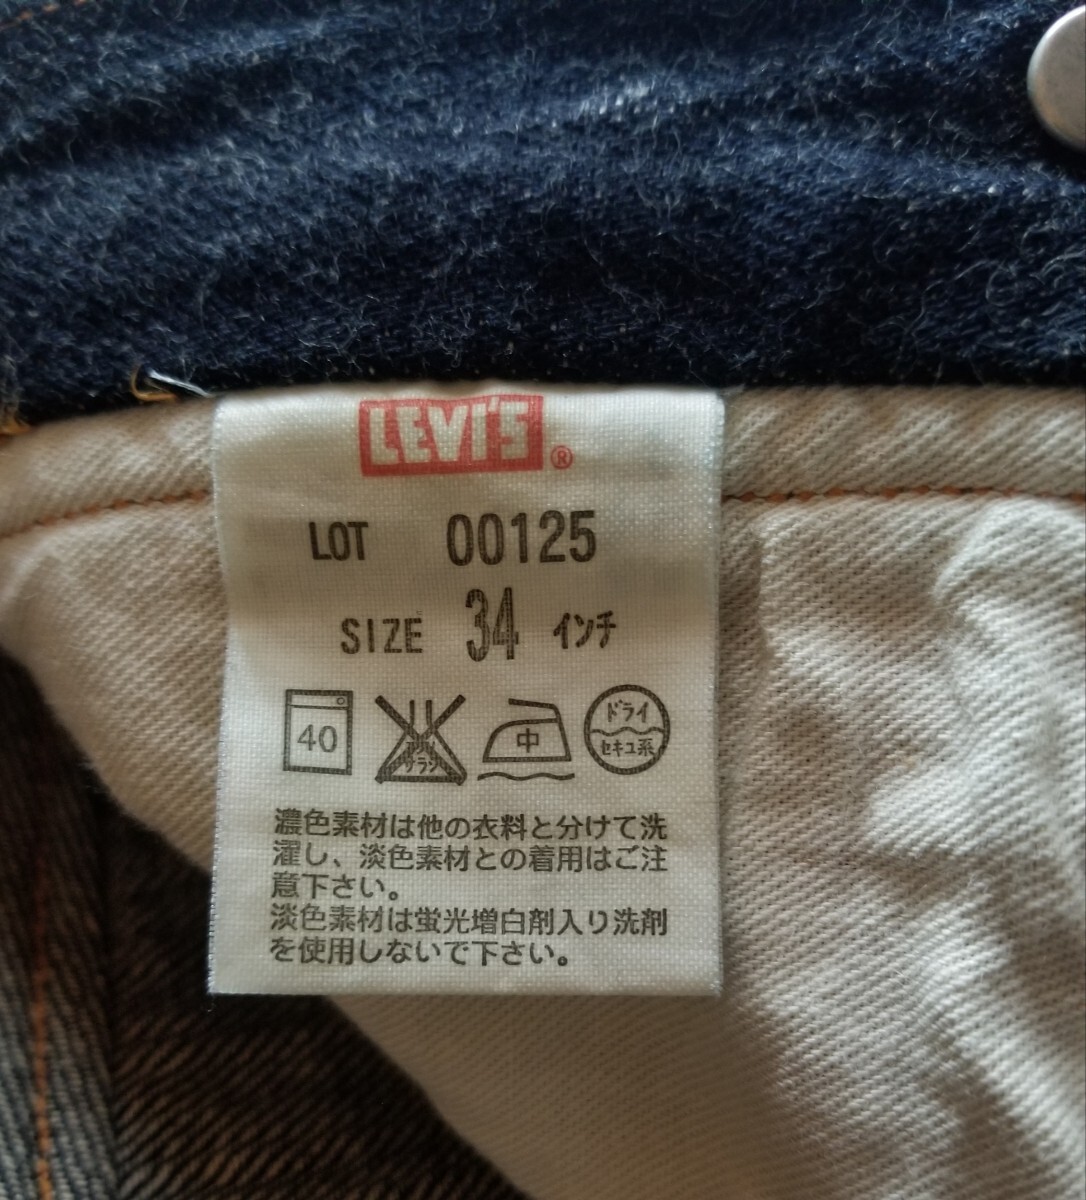 LEVI'S®
LOT 00125
SIZE 34 インチ
40 サラシ 中 ドライ セキユ系
濃色素材は他の衣料と分けて洗
濯し、淡色素材との着用はご注
意下さい。
淡色素材は蛍光増白剤入り洗剤
を使用しないで下さい。